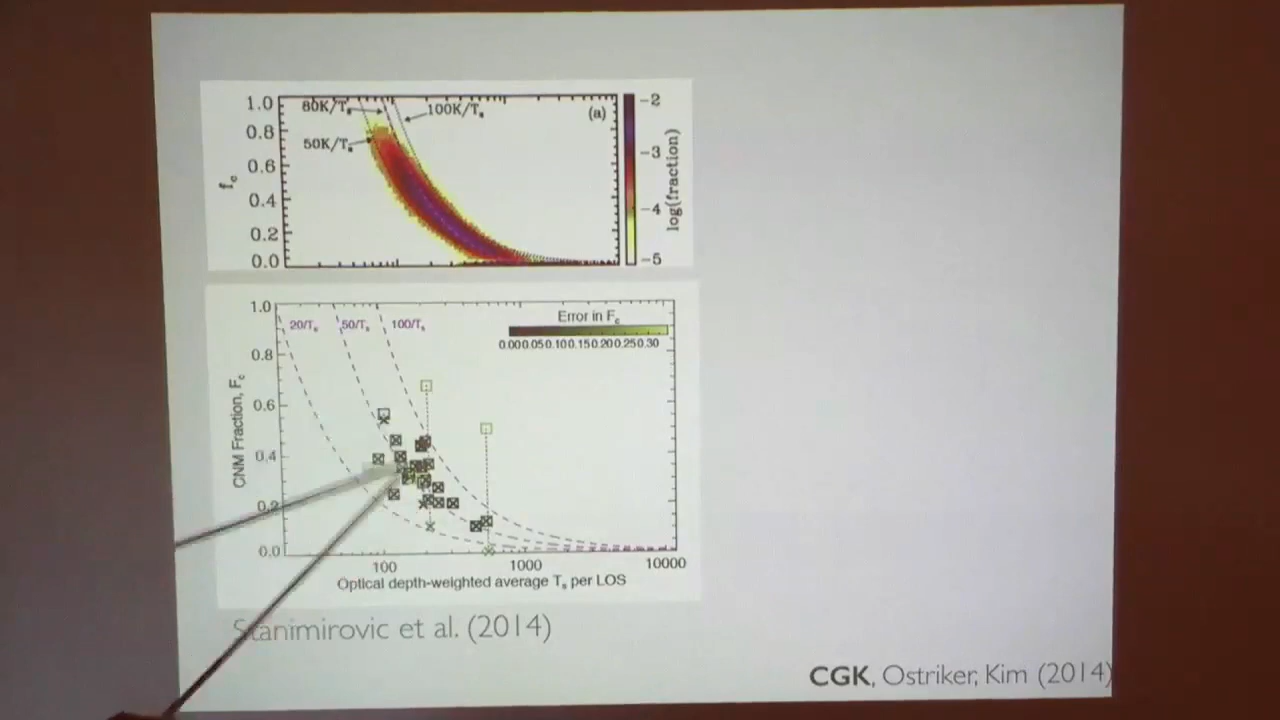 1.0 80K/Ts 100K/Ts (a) -2
0.8
50K/Ts -3
0.6
fc log(fraction)
0.4 -4
0.2
0.0 -5
1.0
20/Ts 50/Ts 100/Ts Error in Fc
0.000.050.100.150.200.250.30
0.8
0.6
CNM Fraction, Fc
0.4
0.2
0.0
100 1000 10000
Optical depth-weighted average Ts per LOS
Stanimirovic et al. (2014)
CGK, Ostriker, Kim (2014)